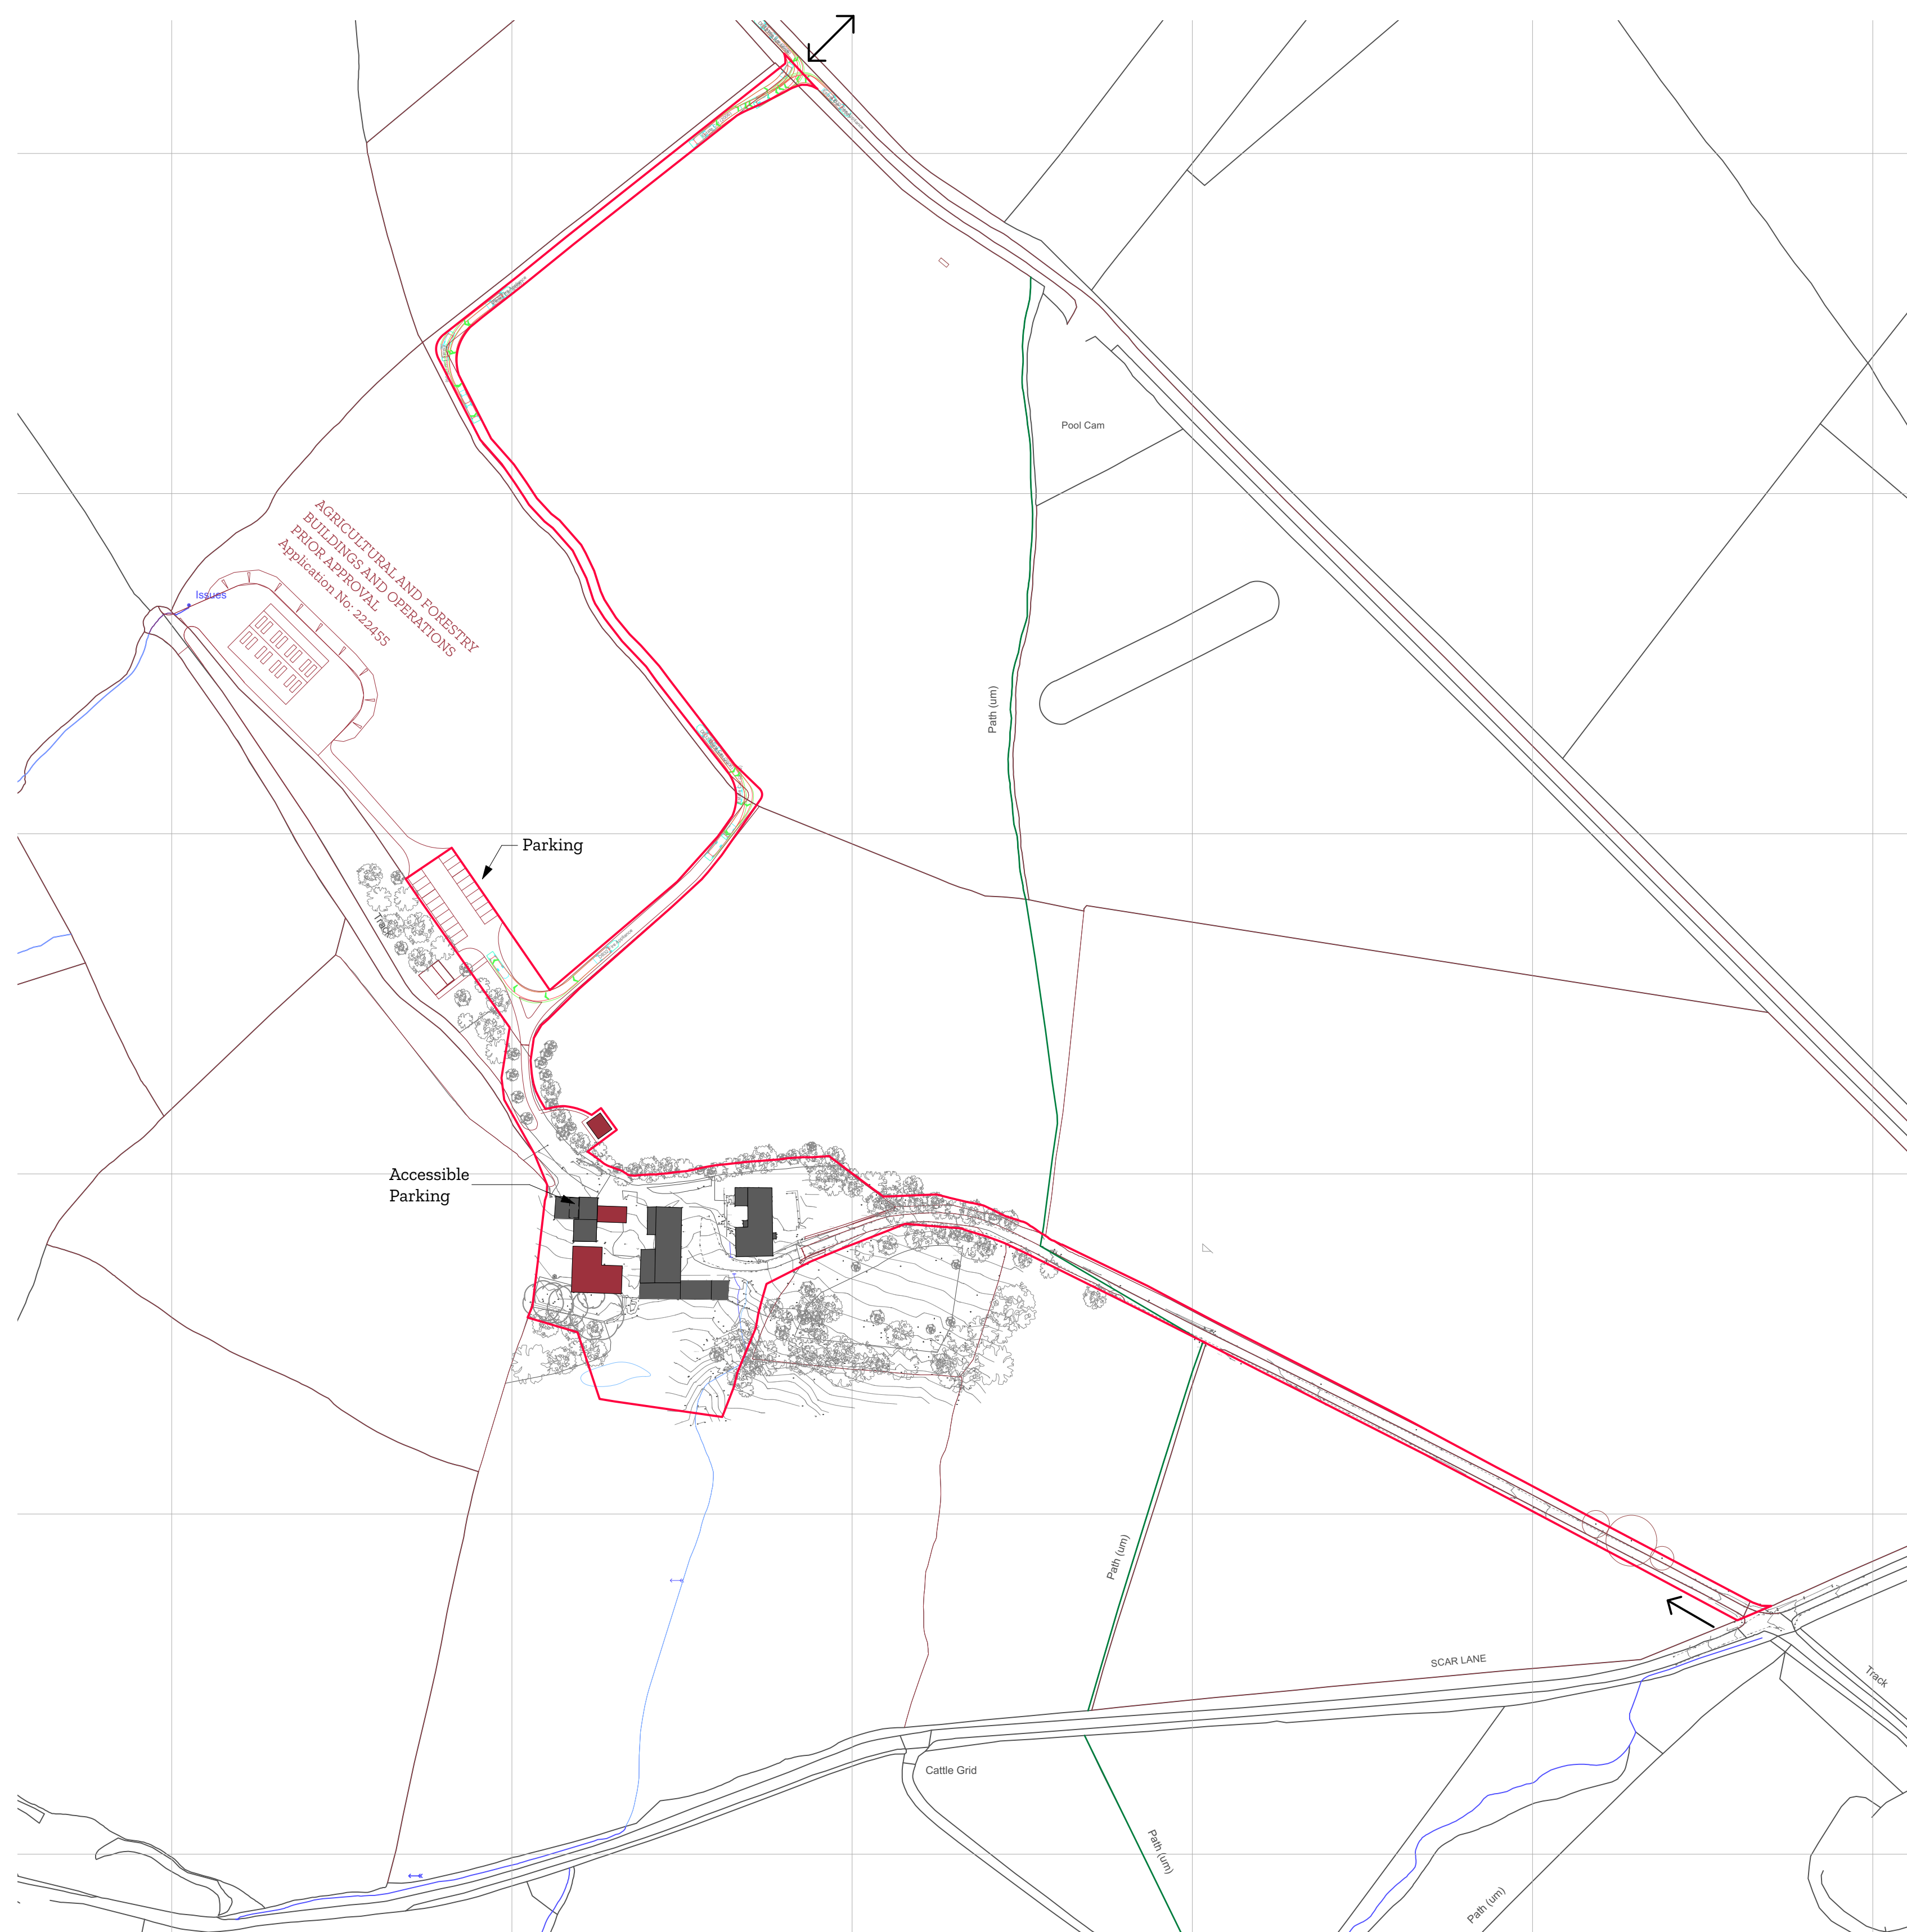 Pool Cam
AGRICULTURAL AND FORESTRY
BUILDINGS AND OPERATIONS
PRIOR APPROVAL
Application No: 222455
Issues
Path (um)
Parking
Track
Accessible
Parking
Path (um)
SCAR LANE
Track
Cattle Grid
Path (um)
Path (um)